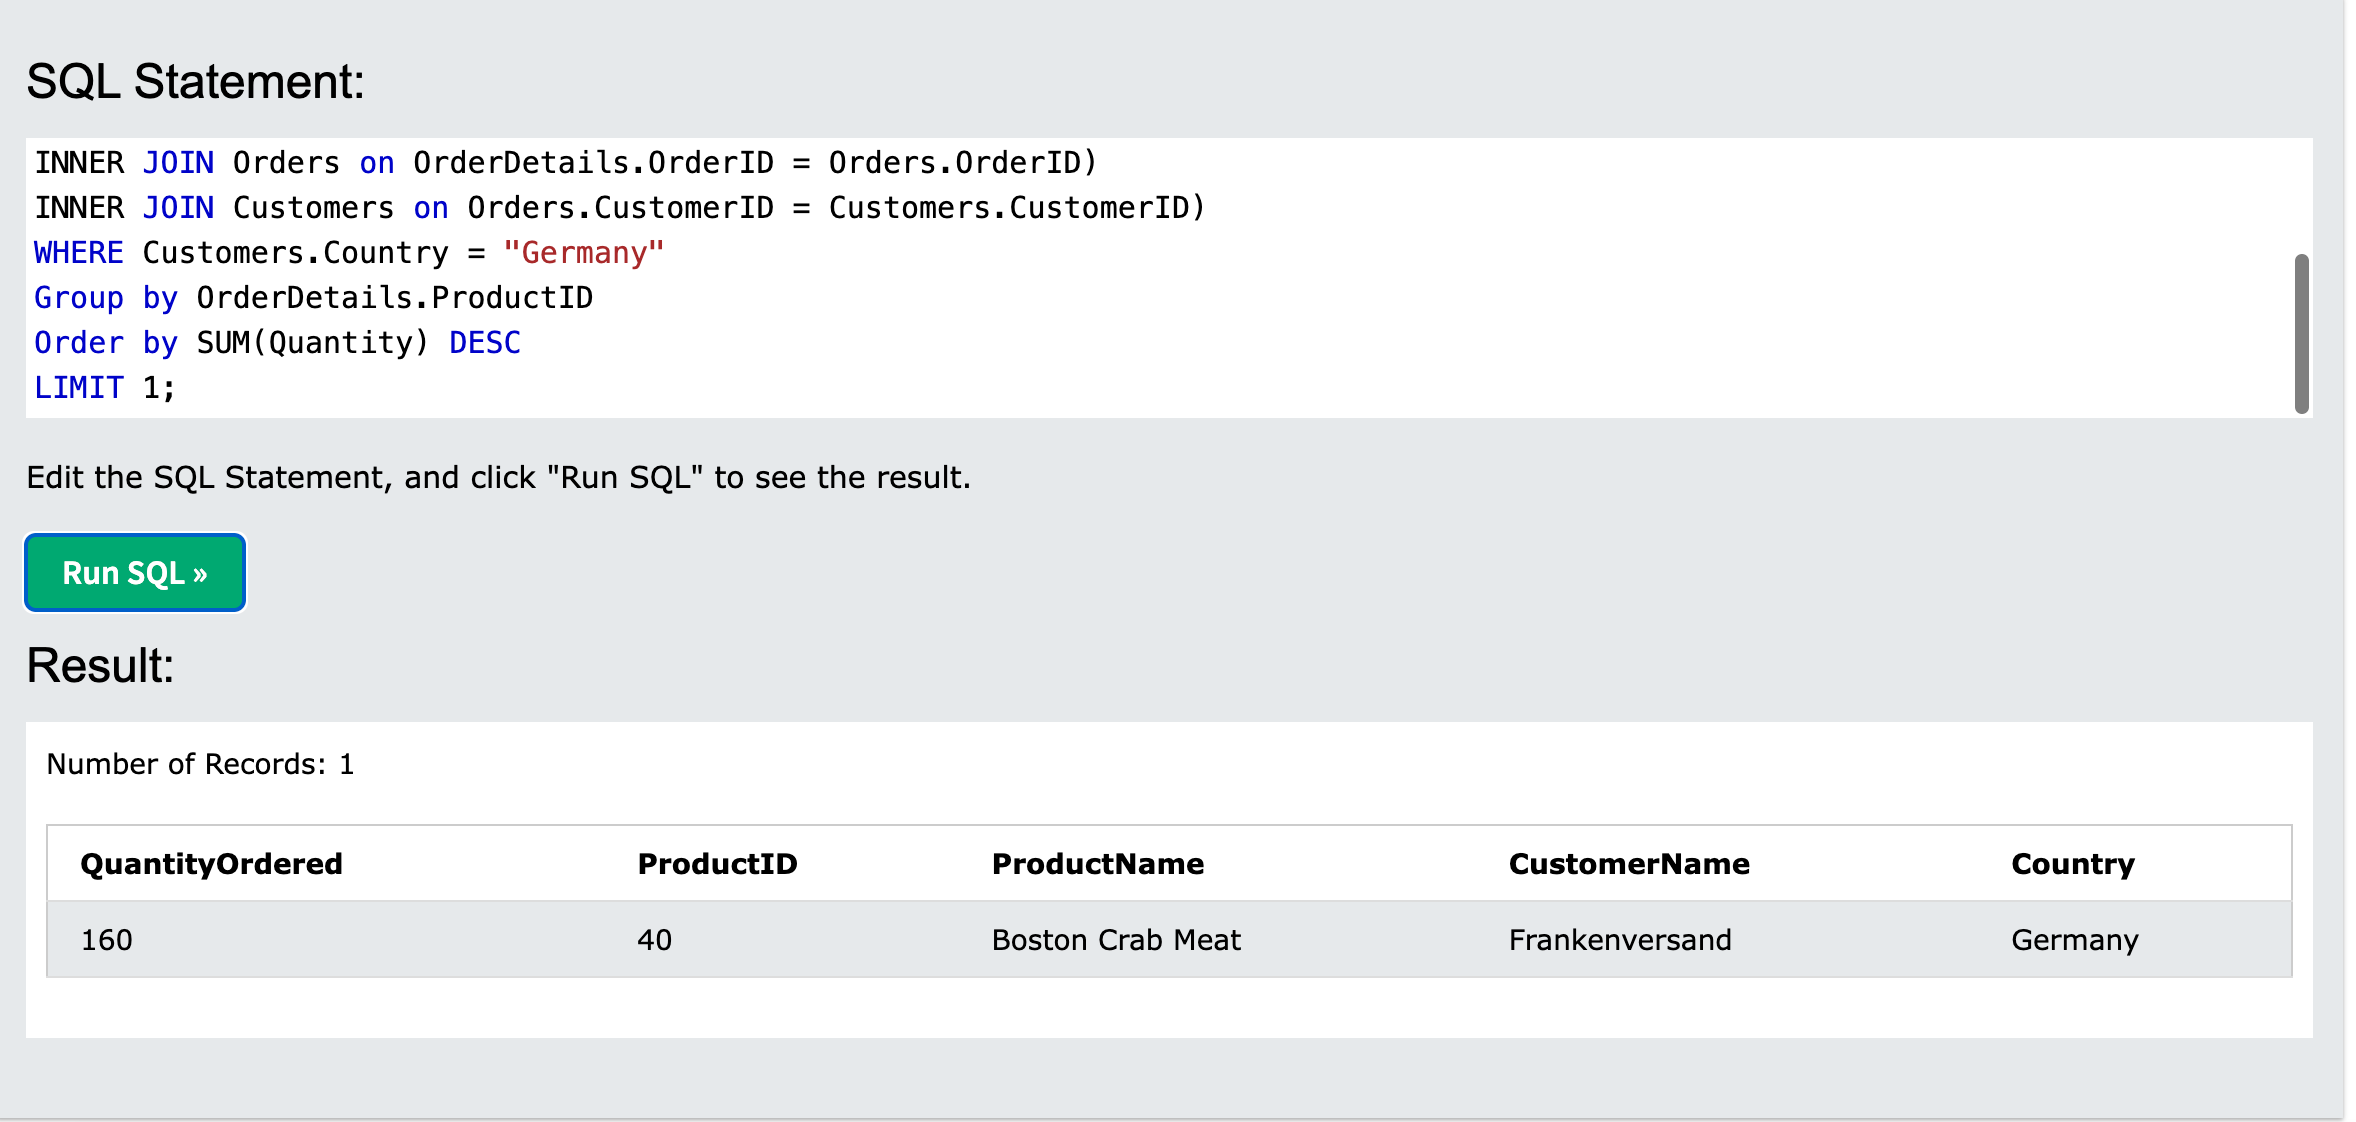 SQL Statement:
INNER JOIN Orders on OrderDetails.OrderID = Orders.OrderID)
INNER JOIN Customers on Orders.CustomerID = Customers.CustomerID)
WHERE Customers.Country = "Germany"
Group by OrderDetails.ProductID
Order by SUM(Quantity) DESC
LIMIT 1;
Edit the SQL Statement, and click "Run SQL" to see the result.
Run SQL »
Result:
Number of Records: 1
QuantityOrdered ProductID ProductName CustomerName Country
160 40 Boston Crab Meat Frankenversand Germany